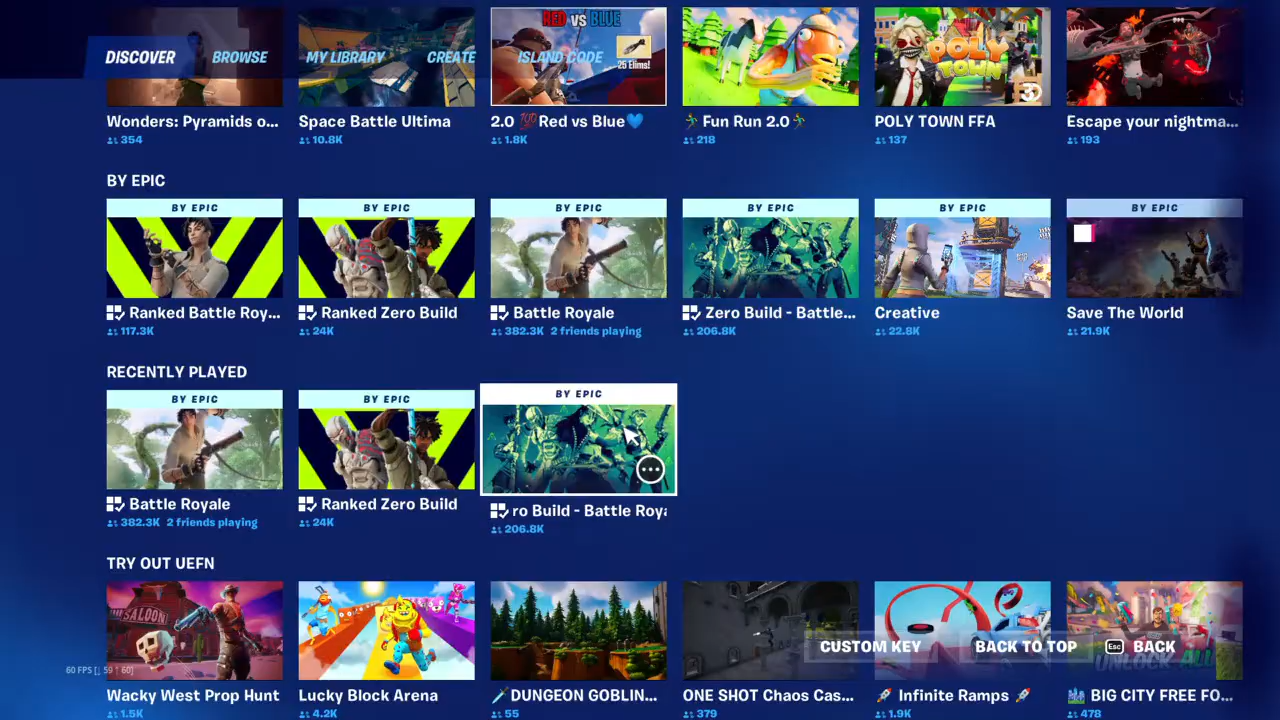 DISCOVER
BROWSE
MY LIBRARY
CREATE
ISLAND CODE
RED vs BLUE
25 Elims!
POLY TOWN
3D
Wonders: Pyramids o...
Space Battle Ultima
2.0 💯Red vs Blue💙
🏃Fun Run 2.0🏃
POLY TOWN FFA
Escape your nightma...
354
10.8K
1.8K
218
137
193
BY EPIC
BY EPIC
BY EPIC
BY EPIC
BY EPIC
BY EPIC
BY EPIC
Ranked Battle Roy...
Ranked Zero Build
Battle Royale
Zero Build - Battle...
Creative
Save The World
117.3K
24K
382.3K 2 friends playing
206.8K
22.8K
21.9K
RECENTLY PLAYED
BY EPIC
BY EPIC
BY EPIC
Battle Royale
Ranked Zero Build
ro Build - Battle Roya
382.3K 2 friends playing
24K
206.8K
TRY OUT UEFN
SALOON
UNLOCK ALL
CUSTOM KEY
BACK TO TOP
Esc BACK
60 FPS [↓ 59 ↑ 60]
Wacky West Prop Hunt
Lucky Block Arena
🗡️DUNGEON GOBLIN...
ONE SHOT Chaos Cas...
🚀 Infinite Ramps 🚀
🏙️ BIG CITY FREE FO...
1.5K
4.2K
55
379
1.9K
478